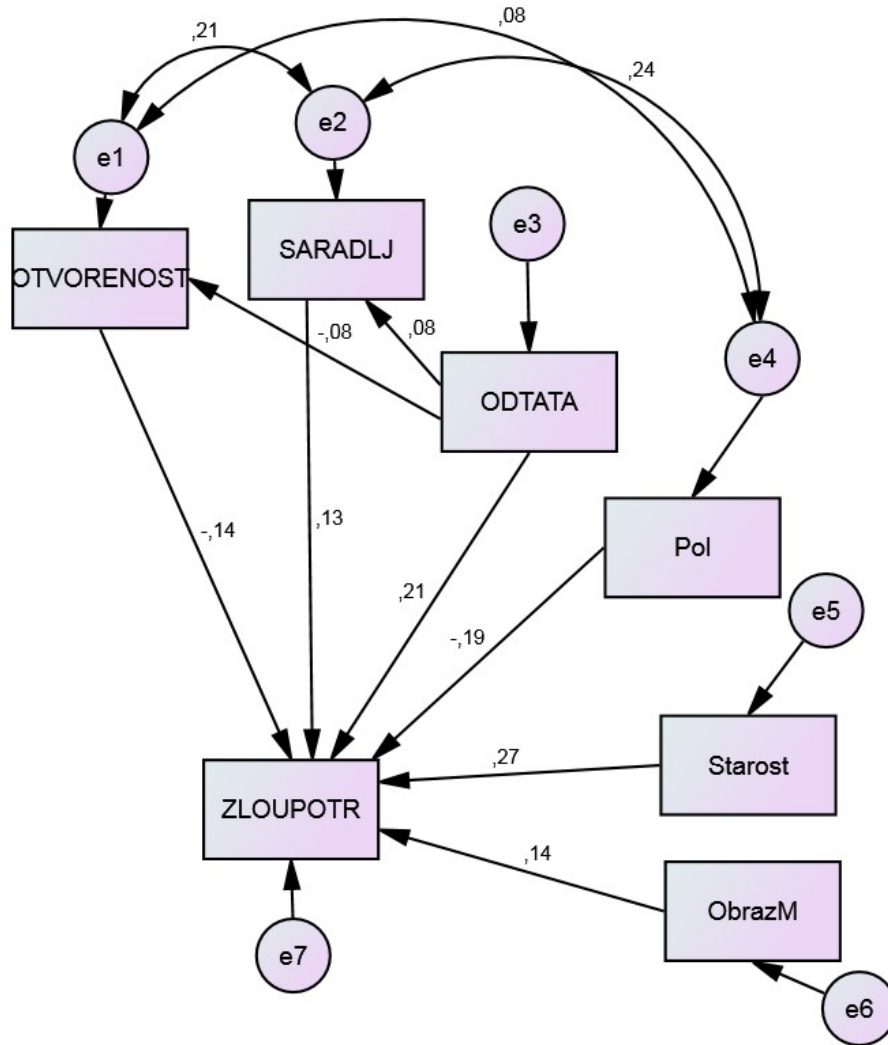 ,21
,08
,24
e1
e2
e3
OTVORENOST
SARADLJ
-,08
,08
e4
ODTATA
-,14
,13
,21
Pol
-,19
e5
,27
Starost
ZLOUPOTR
,14
ObrazM
e7
e6